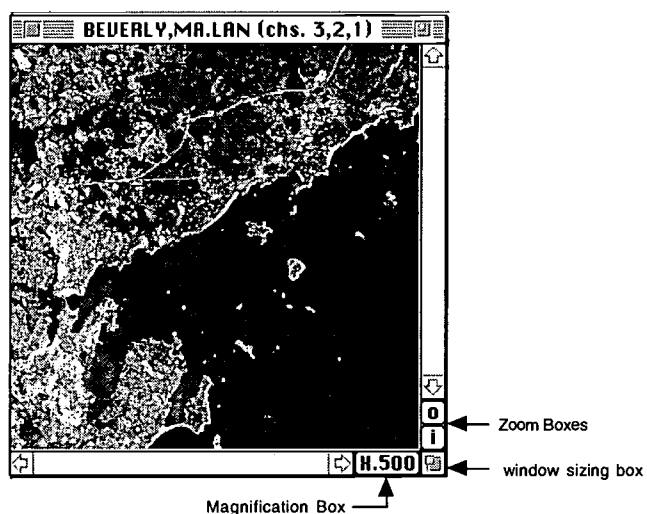 BEVERLY,MA.LAN (chs. 3,2,1)
o
Zoom Boxes
i
X.500
window sizing box
Magnification Box